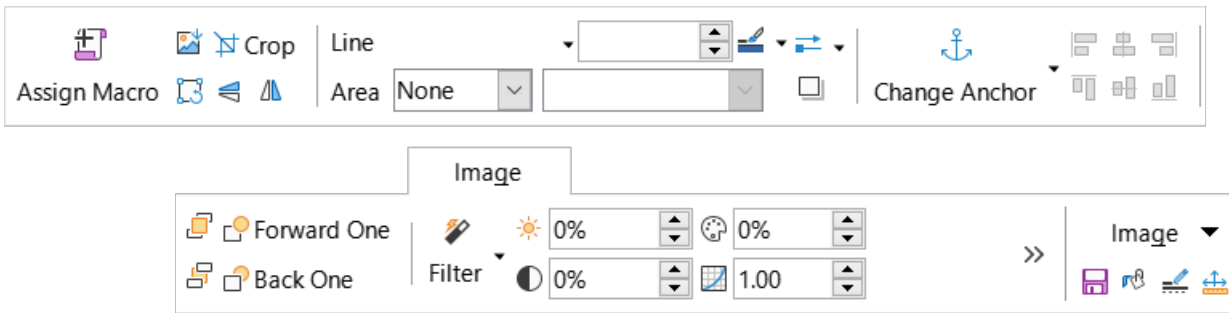 Crop Line
Assign Macro Area None Change Anchor
Image
Forward One 0% 0% Image
Back One Filter 0% 1.00